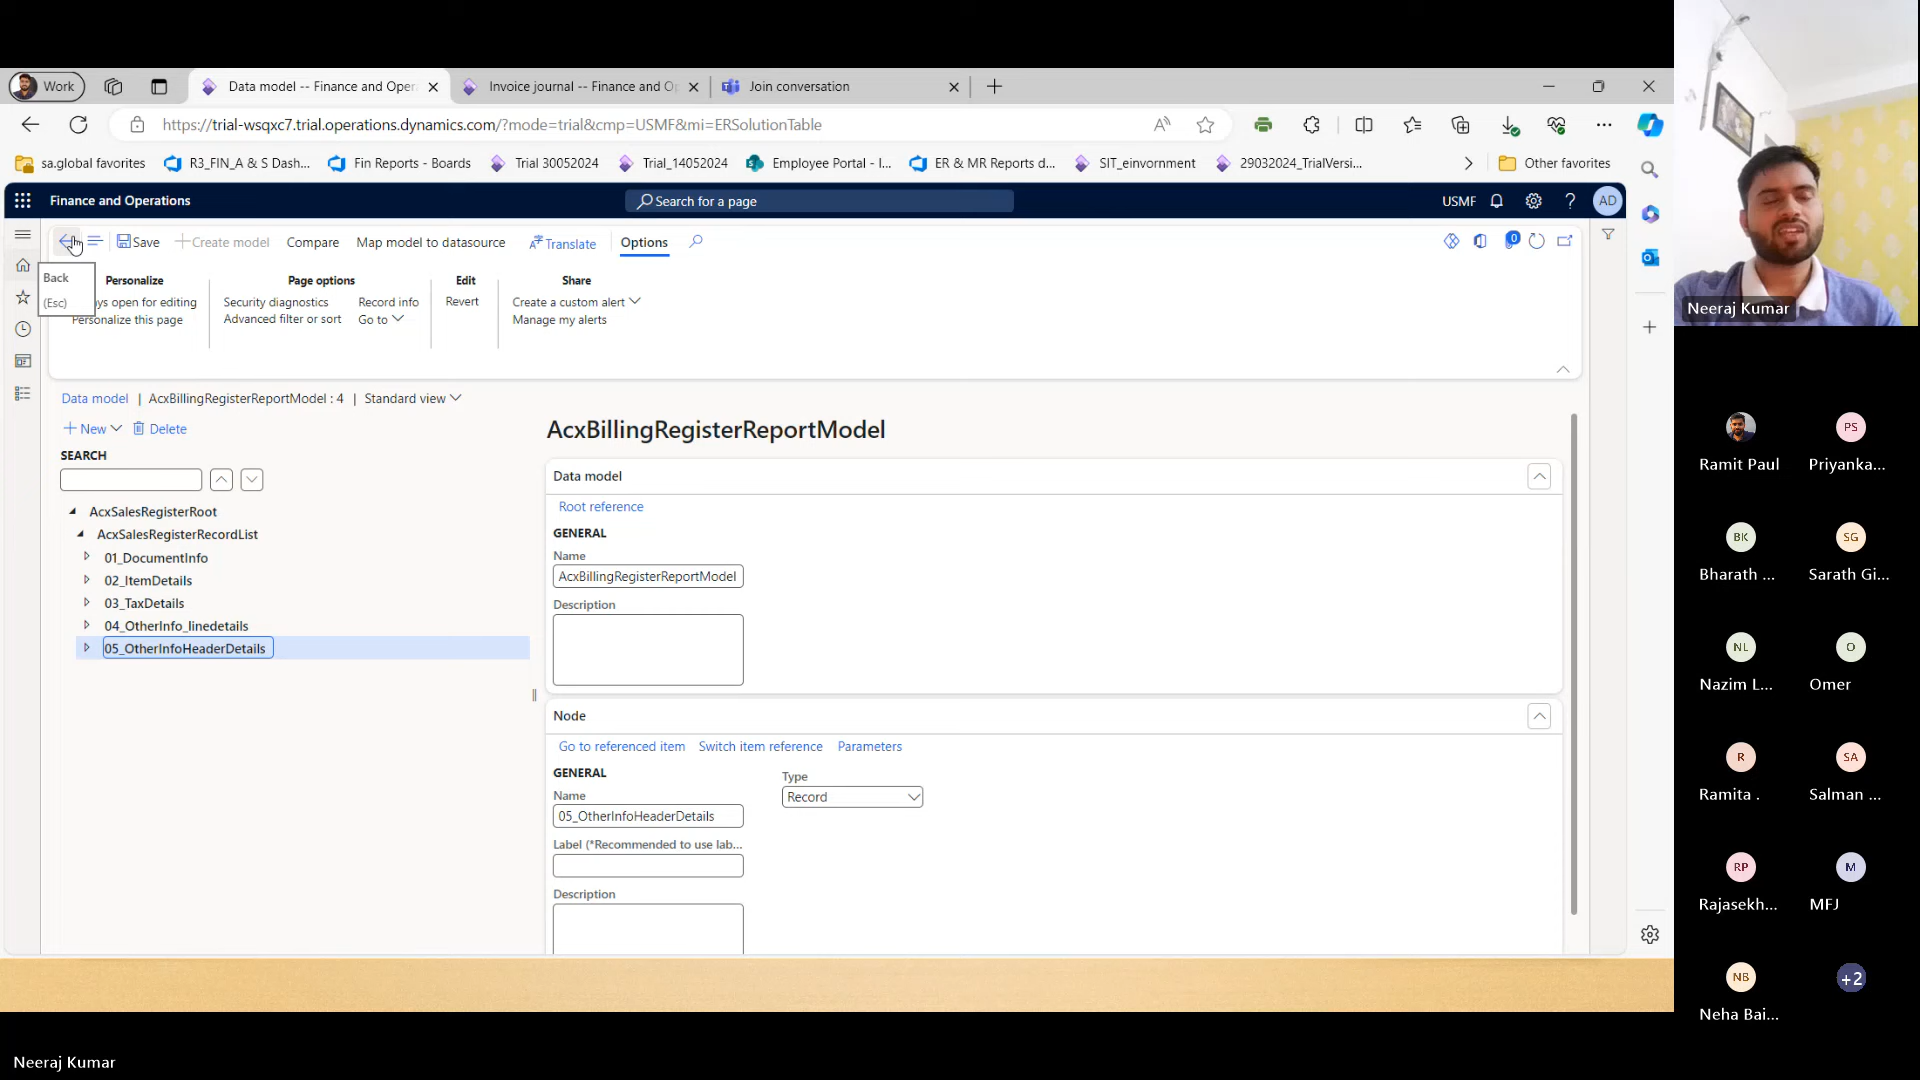 Work
Data model -- Finance and Oper
Invoice journal -- Finance and O
Join conversation
https://trial-wsqxc7.trial.operations.dynamics.com/?mode=trial&cmp=USMF&mi=ERSolutionTable
sa.global favorites
R3_FIN_A & S Dash...
Fin Reports - Boards
Trial 30052024
Trial_14052024
Employee Portal - I...
ER & MR Reports d...
SIT_einvornment
29032024_TrialVersi...
Other favorites
Finance and Operations
Search for a page
USMF
AD
Save
Create model
Compare
Map model to datasource
Translate
Options
0
Back
(Esc)
Personalize
ys open for editing
Personalize this page
Page options
Security diagnostics
Record info
Advanced filter or sort
Go to
Edit
Revert
Share
Create a custom alert
Manage my alerts
Data model | AcxBillingRegisterReportModel : 4 | Standard view
New
Delete
SEARCH
AcxSalesRegisterRoot
AcxSalesRegisterRecordList
01_DocumentInfo
02_ItemDetails
03_TaxDetails
04_OtherInfo_linedetails
05_OtherInfoHeaderDetails
AcxBillingRegisterReportModel
Data model
Root reference
GENERAL
Name
AcxBillingRegisterReportModel
Description
Node
Go to referenced item
Switch item reference
Parameters
GENERAL
Name
05_OtherInfoHeaderDetails
Type
Record
Label (*Recommended to use lab...
Description
Neeraj Kumar
Ramit Paul
PS
Priyanka...
BK
Bharath ...
SG
Sarath Gi...
NL
Nazim L...
O
Omer
R
Ramita .
SA
Salman ...
RP
Rajasekh...
M
MFJ
NB
Neha Bai...
+2
Neeraj Kumar